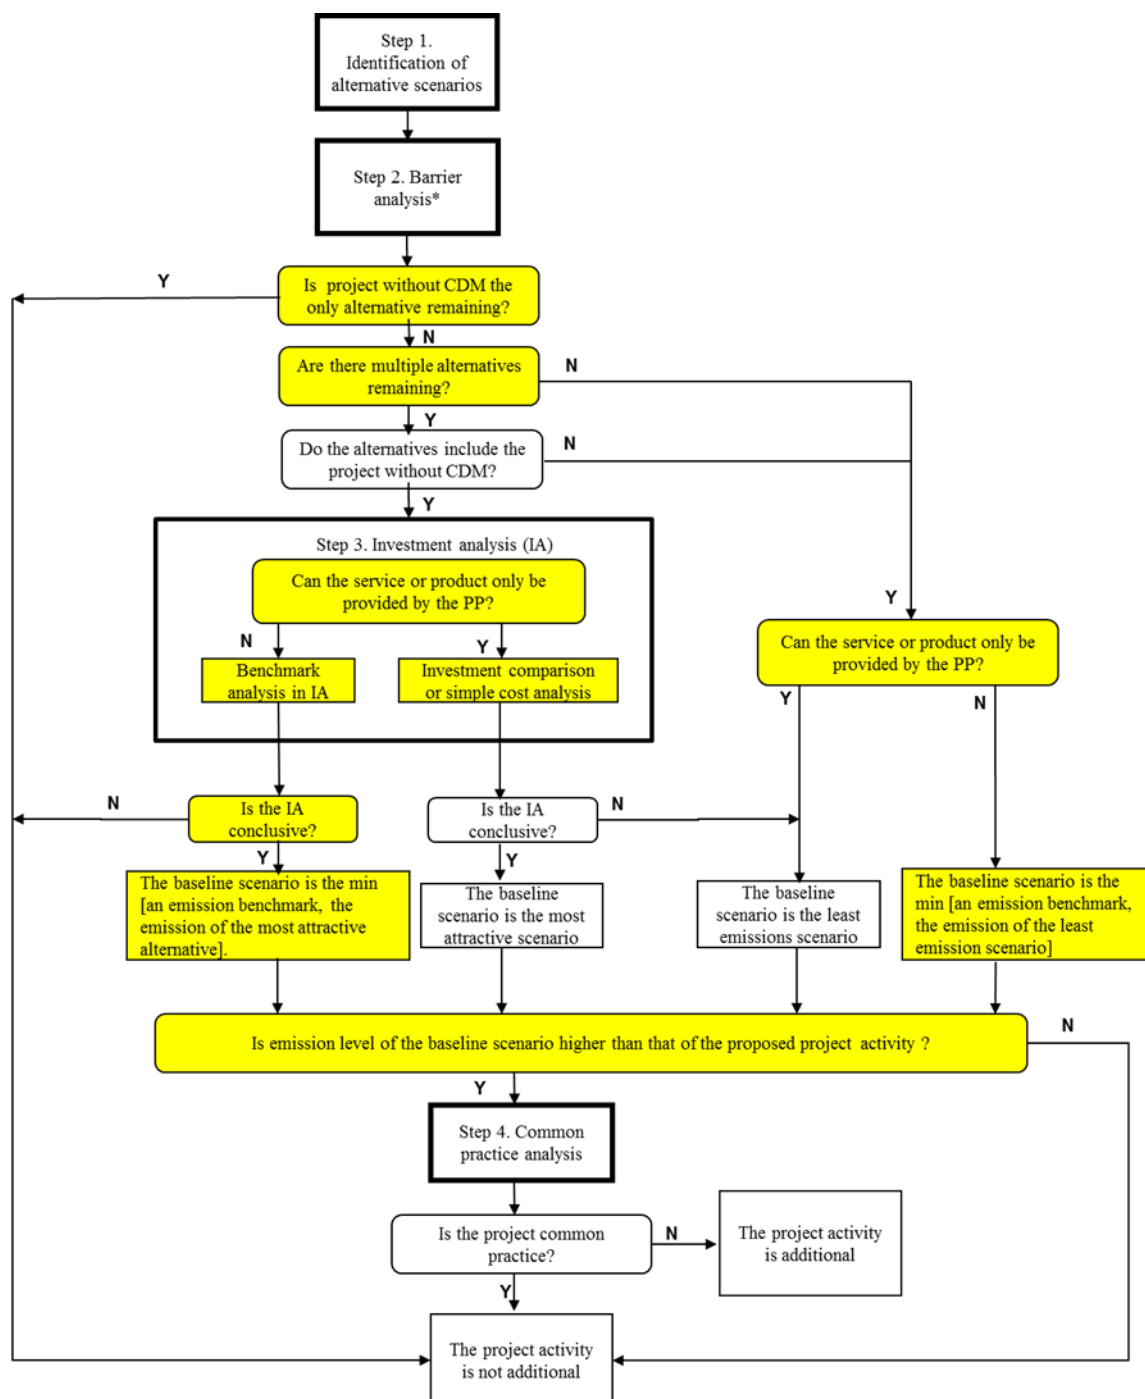 Step 1.
Identification of
alternative scenarios
Step 2. Barrier
analysis*
Y
Is project without CDM the
only alternative remaining?
N
Are there multiple alternatives
remaining?
N
Y
Do the alternatives include the
project without CDM?
N
Y
Step 3. Investment analysis (IA)
Can the service or product only be
provided by the PP?
N
Y
Benchmark
analysis in IA
Investment comparison
or simple cost analysis
Y
Can the service or product only be
provided by the PP?
Y
N
N
Is the IA
conclusive?
Y
Is the IA
conclusive?
N
Y
The baseline scenario is the min
[an emission benchmark, the
emission of the most attractive
alternative].
The baseline
scenario is the most
attractive scenario
The baseline
scenario is the least
emissions scenario
The baseline scenario is the
min [an emission benchmark,
the emission of the least
emission scenario]
Is emission level of the baseline scenario higher than that of the proposed project activity ?
N
Y
Step 4. Common
practice analysis
Is the project common
practice?
N
The project activity
is additional
Y
The project activity
is not additional